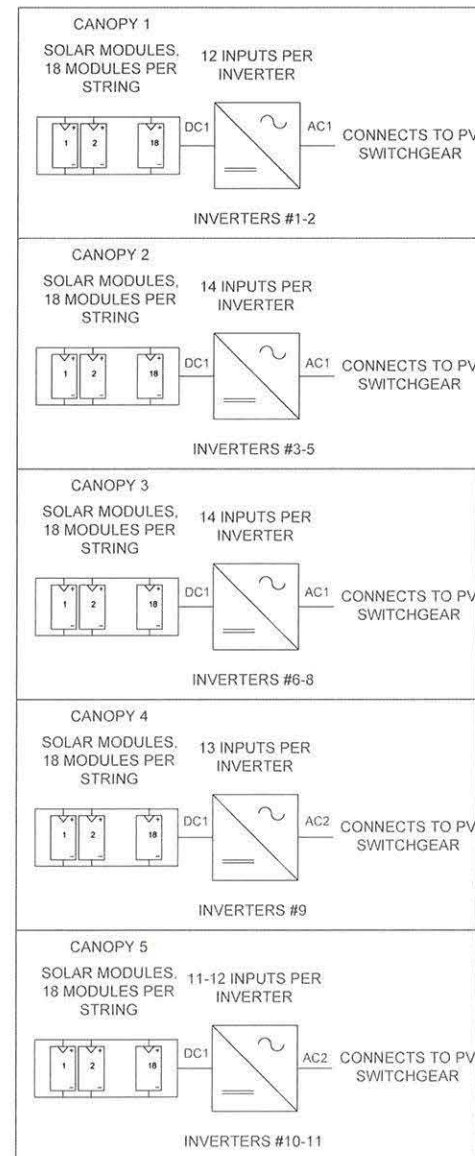 CANOPY 1
SOLAR MODULES,
18 MODULES PER
STRING
12 INPUTS PER
INVERTER
1 2 18
DC1
AC1
CONNECTS TO PV
SWITCHGEAR
INVERTERS #1-2
CANOPY 2
SOLAR MODULES,
18 MODULES PER
STRING
14 INPUTS PER
INVERTER
1 2 18
DC1
AC1
CONNECTS TO PV
SWITCHGEAR
INVERTERS #3-5
CANOPY 3
SOLAR MODULES,
18 MODULES PER
STRING
14 INPUTS PER
INVERTER
1 2 18
DC1
AC1
CONNECTS TO PV
SWITCHGEAR
INVERTERS #6-8
CANOPY 4
SOLAR MODULES,
18 MODULES PER
STRING
13 INPUTS PER
INVERTER
1 2 18
DC1
AC2
CONNECTS TO PV
SWITCHGEAR
INVERTERS #9
CANOPY 5
SOLAR MODULES,
18 MODULES PER
STRING
11-12 INPUTS PER
INVERTER
1 2 18
DC1
AC2
CONNECTS TO PV
SWITCHGEAR
INVERTERS #10-11